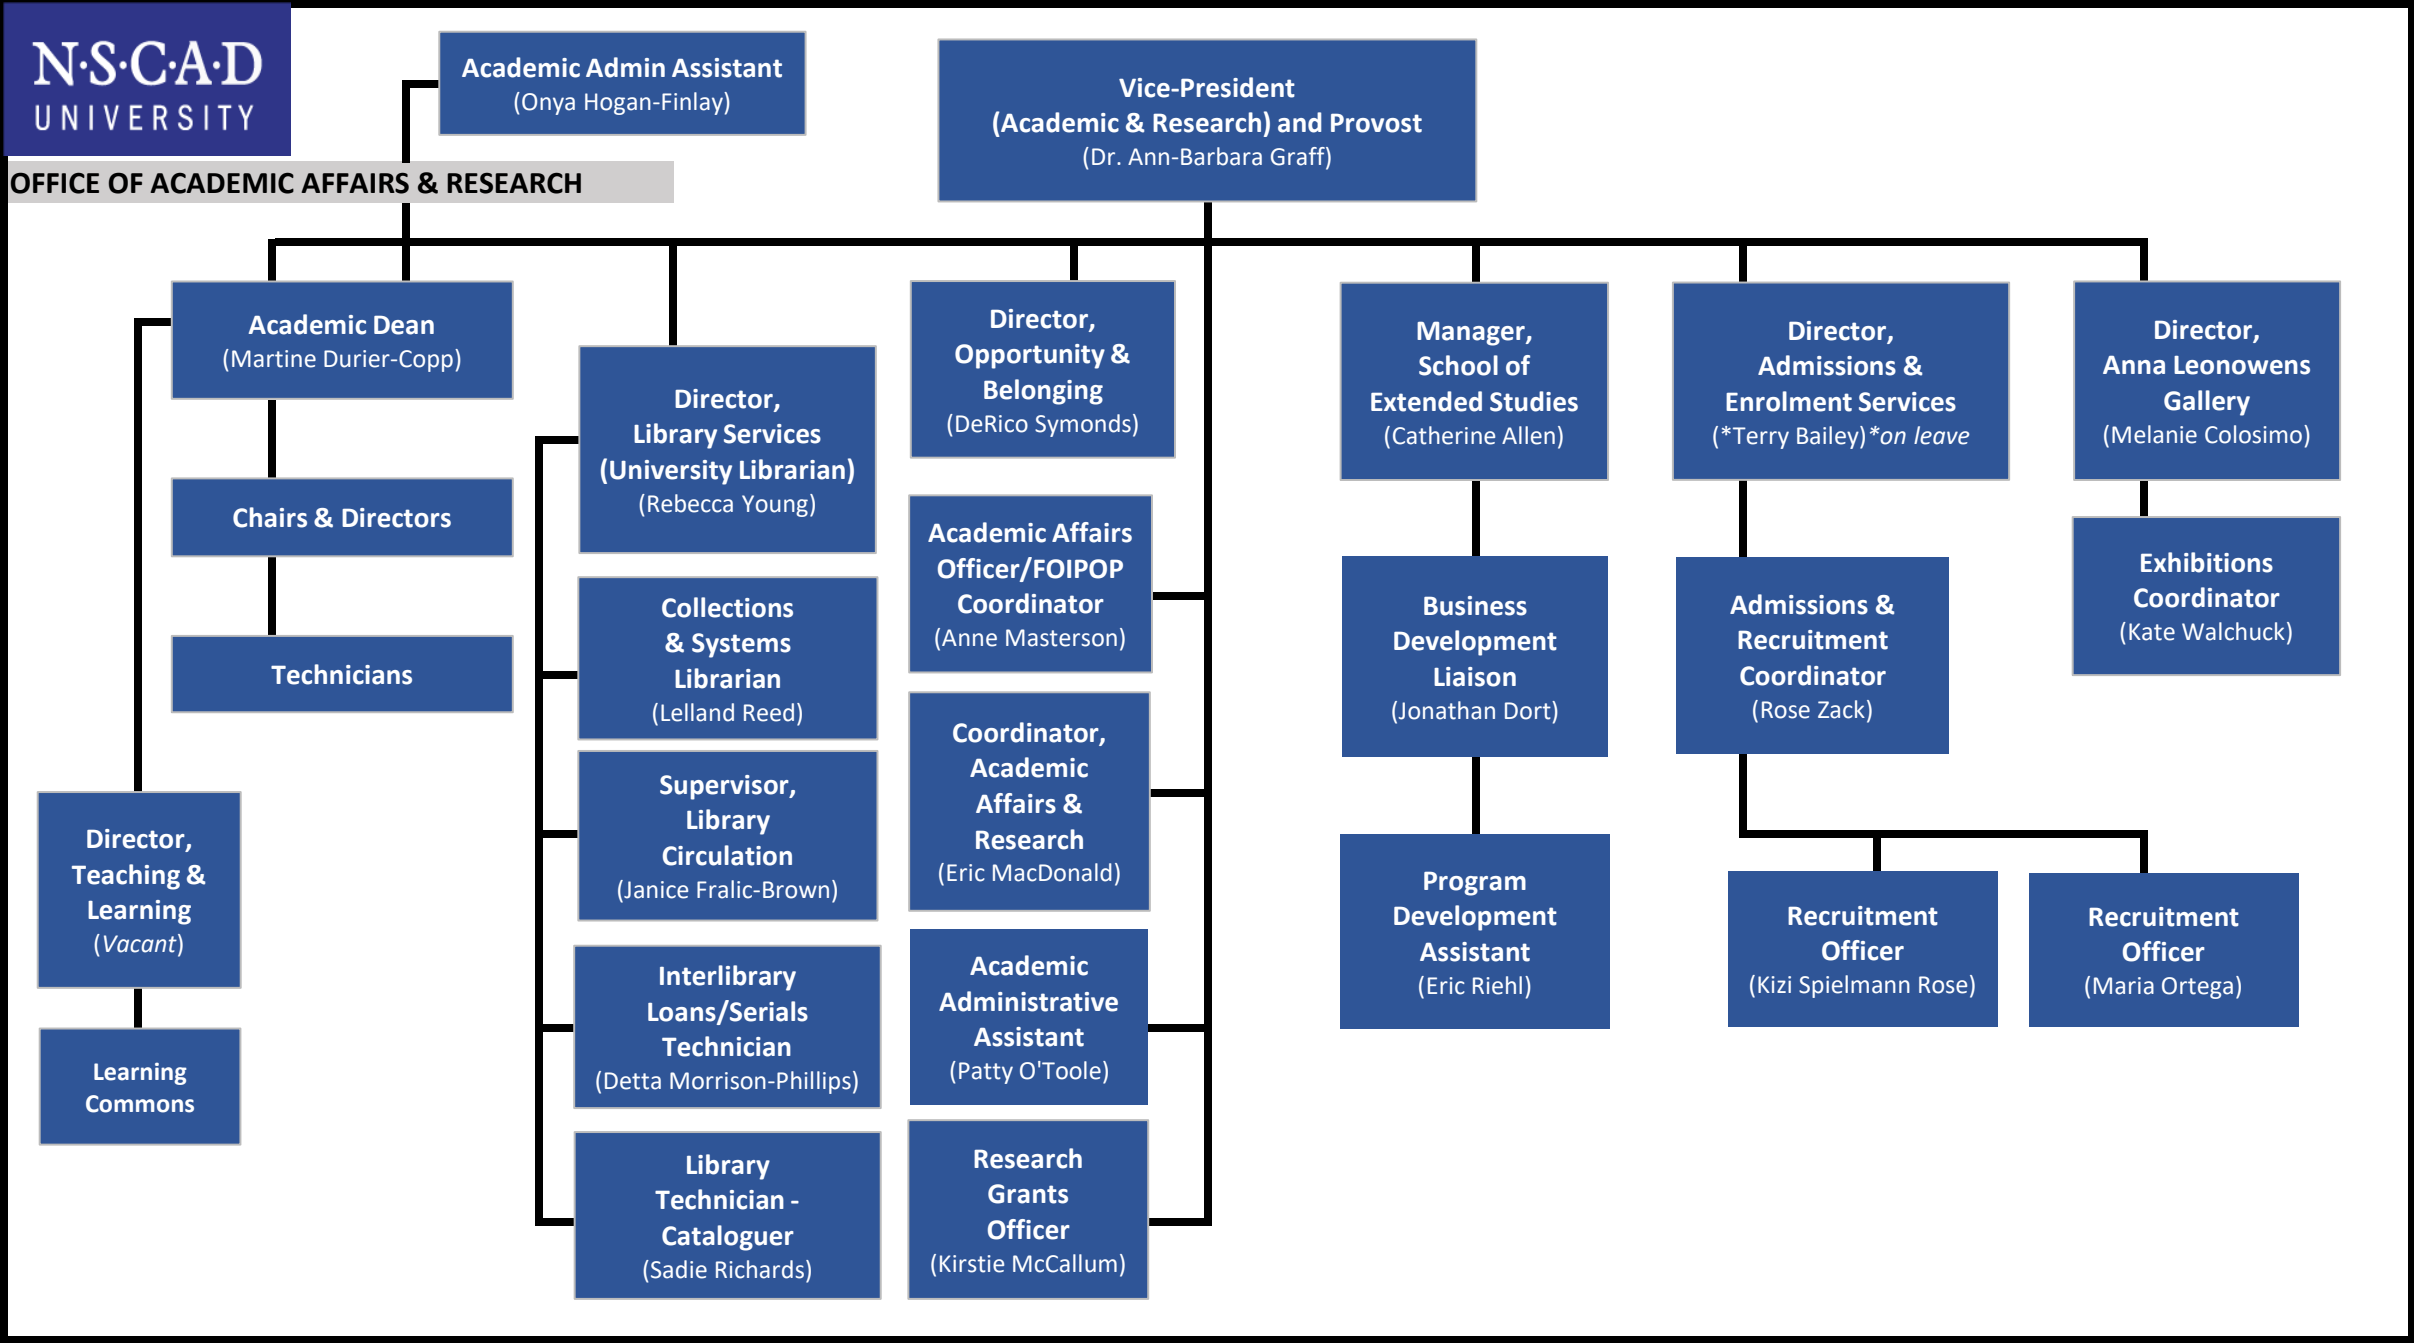 N·S·C·A·D
UNIVERSITY
Academic Admin Assistant
(Onya Hogan-Finlay)
Vice-President
(Academic & Research) and Provost
(Dr. Ann-Barbara Graff)
OFFICE OF ACADEMIC AFFAIRS & RESEARCH
Academic Dean
(Martine Durier-Copp)
Chairs & Directors
Technicians
Director,
Teaching &
Learning
(Vacant)
Learning
Commons
Director,
Library Services
(University Librarian)
(Rebecca Young)
Collections
& Systems
Librarian
(Lelland Reed)
Supervisor,
Library
Circulation
(Janice Fralic-Brown)
Interlibrary
Loans/Serials
Technician
(Detta Morrison-Phillips)
Library
Technician -
Cataloguer
(Sadie Richards)
Director,
Opportunity &
Belonging
(DeRico Symonds)
Academic Affairs
Officer/FOIPOP
Coordinator
(Anne Masterson)
Coordinator,
Academic
Affairs &
Research
(Eric MacDonald)
Academic
Administrative
Assistant
(Patty O'Toole)
Research
Grants
Officer
(Kirstie McCallum)
Manager,
School of
Extended Studies
(Catherine Allen)
Business
Development
Liaison
(Jonathan Dort)
Program
Development
Assistant
(Eric Riehl)
Director,
Admissions &
Enrolment Services
(*Terry Bailey)*on leave
Admissions &
Recruitment
Coordinator
(Rose Zack)
Recruitment
Officer
(Kizi Spielmann Rose)
Recruitment
Officer
(Maria Ortega)
Director,
Anna Leonowens
Gallery
(Melanie Colosimo)
Exhibitions
Coordinator
(Kate Walchuck)